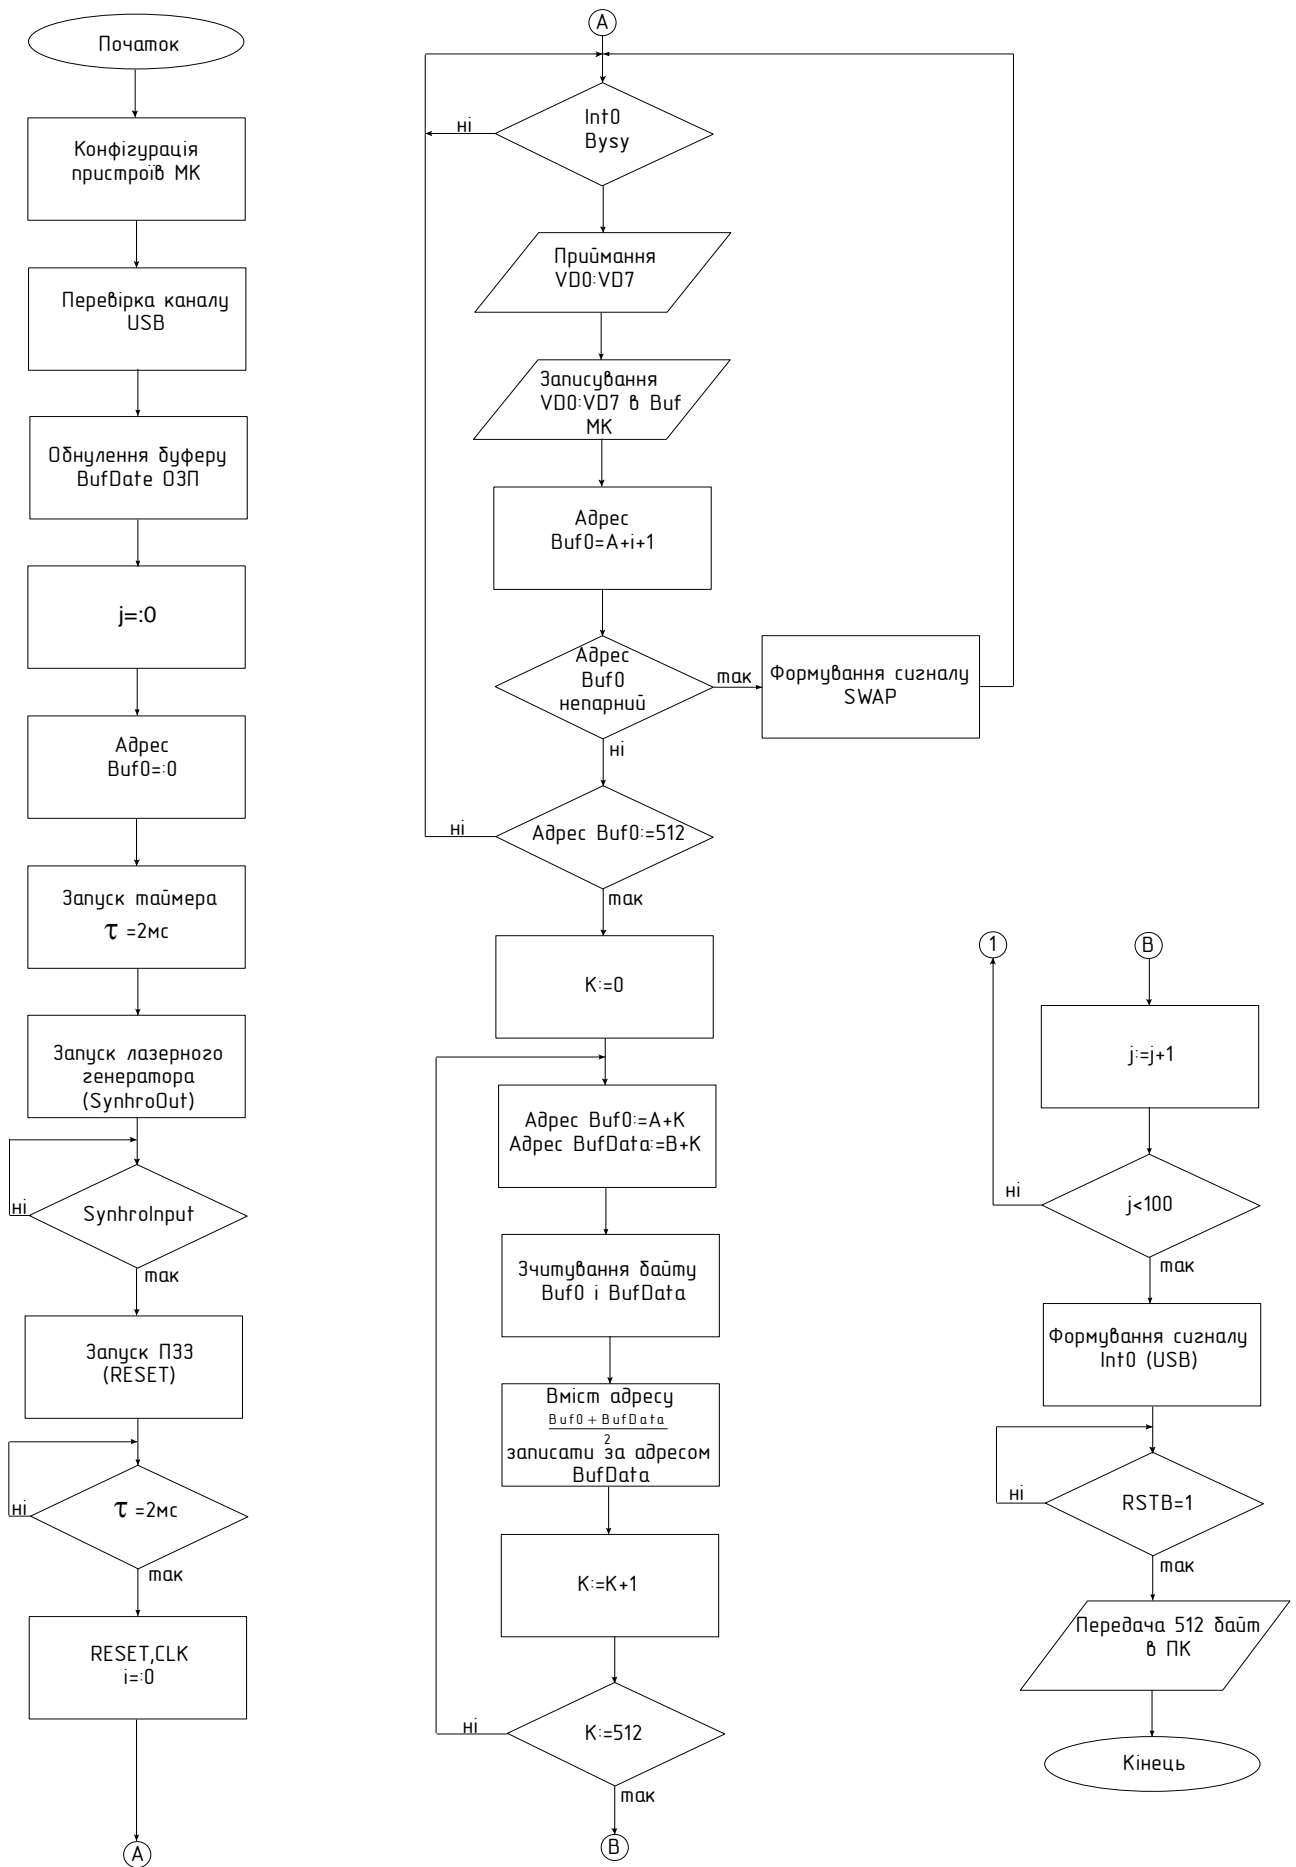 Початок
Конфігурація
пристроїв МК
Перевірка каналу
USB
Обнулення буферу
BufDate ОЗП
j=:0
Адрес
Buf0=:0
Запуск таймера
τ =2мс
Запуск лазерного
генератора
(SynhroOut)
ні
SynhroInput
так
Запуск ПЗЗ
(RESET)
ні
τ =2мс
так
RESET,CLK
i=:0
A
A
ні
Int0
Bysy
Приймання
VD0:VD7
Записування
VD0:VD7 в Buf
МК
Адрес
Buf0=A+i+1
Адрес
Buf0
непарний
так
Формування сигналу
SWAP
ні
ні
Адрес Buf0:=512
так
K:=0
Адрес Buf0:=A+K
Адрес BufData:=B+K
Зчитування байту
Buf0 і BufData
Вміст адресу
Buf0 + BufData
2
записати за адресом
BufData
K:=K+1
ні
K:=512
так
B
1
B
j:=j+1
ні
j<100
так
Формування сигналу
Int0 (USB)
ні
RSTB=1
так
Передача 512 байт
в ПК
Кінець